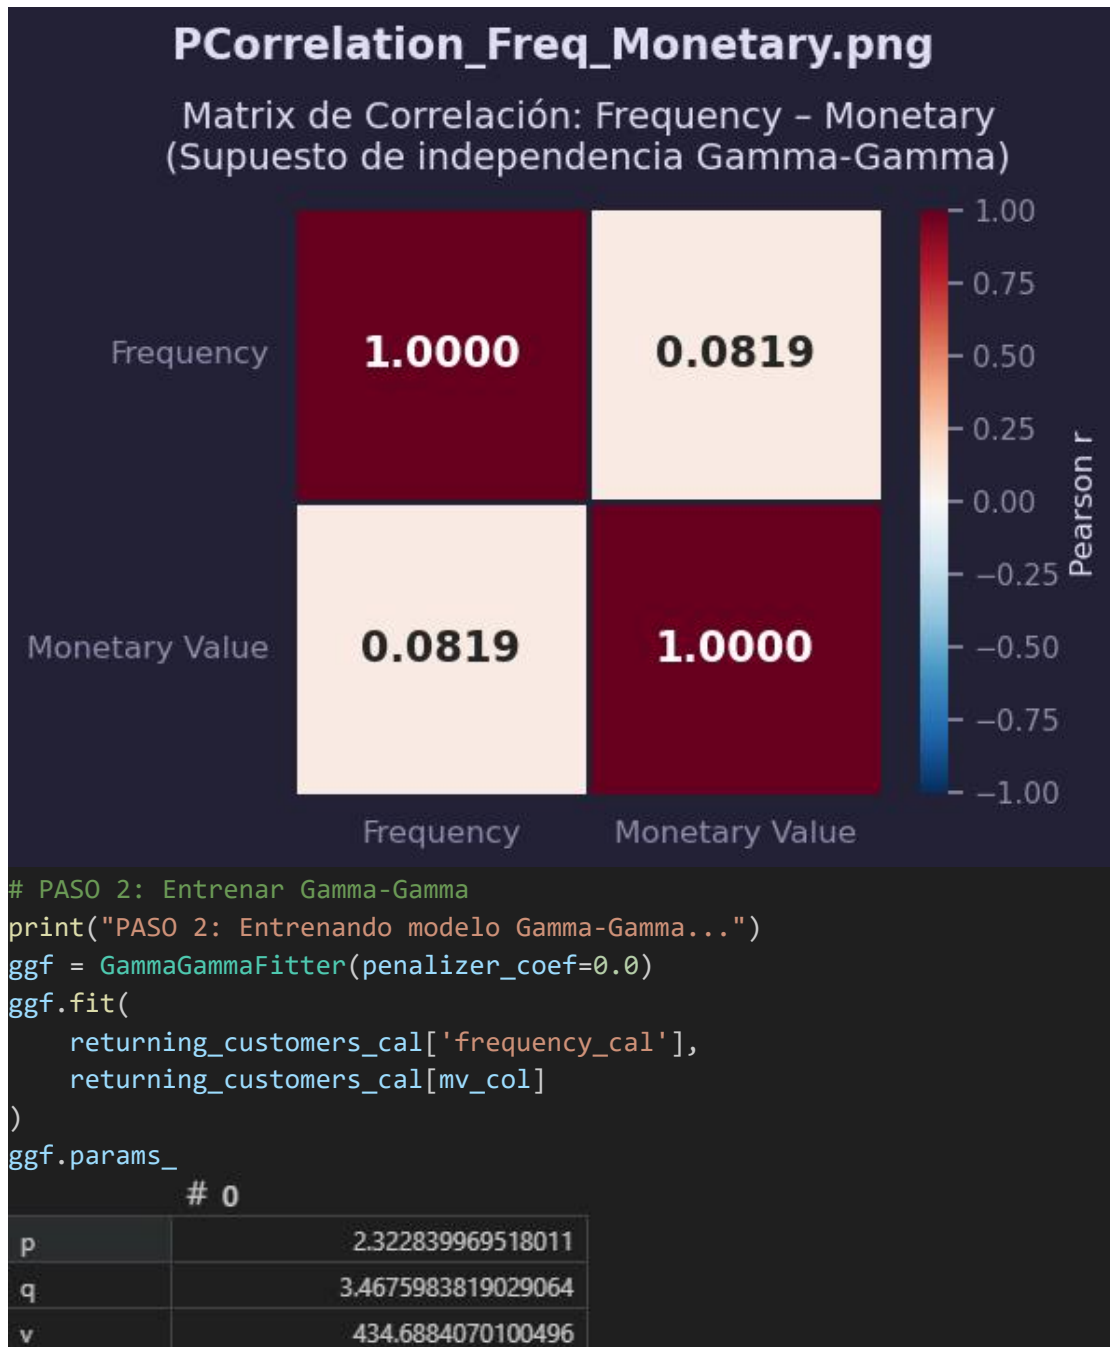 PCorrelation_Freq_Monetary.png
Matrix de Correlación: Frequency – Monetary
(Supuesto de independencia Gamma-Gamma)
Frequency
1.0000
0.0819
Monetary Value
0.0819
1.0000
Frequency
Monetary Value
1.00
0.75
0.50
0.25
0.00
−0.25
−0.50
−0.75
−1.00
Pearson r
# PASO 2: Entrenar Gamma-Gamma
print("PASO 2: Entrenando modelo Gamma-Gamma...")
ggf = GammaGammaFitter(penalizer_coef=0.0)
ggf.fit(
    returning_customers_cal['frequency_cal'],
    returning_customers_cal[mv_col]
)
ggf.params_
# 0
p 2.322839969518011
q 3.4675983819029064
v 434.6884070100496